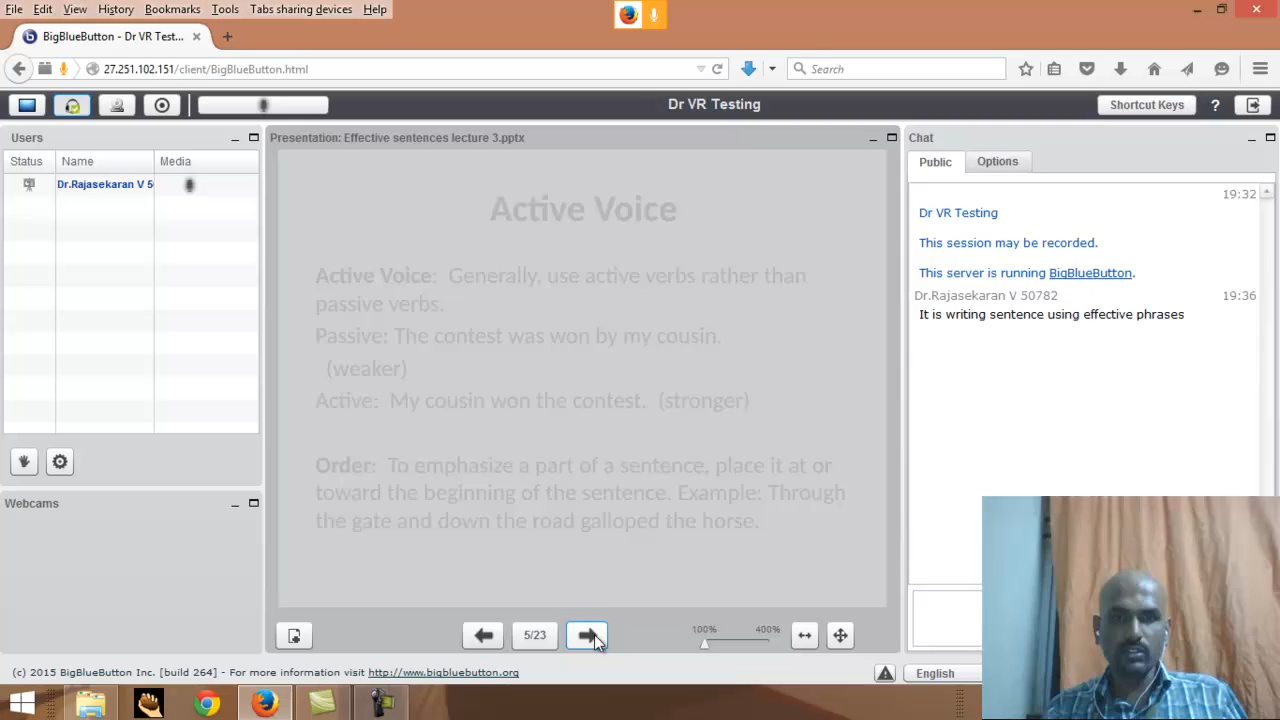 File Edit View History Bookmarks Tools Tabs sharing devices Help
BigBlueButton - Dr VR Test...
27.251.102.151/client/BigBlueButton.html
Search
Dr VR Testing
Shortcut Keys
?
Users
Status Name Media
Dr.Rajasekaran V 5
Webcams
Presentation: Effective sentences lecture 3.pptx
Active Voice
Active Voice: Generally, use active verbs rather than
passive verbs.
Passive: The contest was won by my cousin.
(weaker)
Active: My cousin won the contest. (stronger)
Order: To emphasize a part of a sentence, place it at or
toward the beginning of the sentence. Example: Through
the gate and down the road galloped the horse.
5/23
100% 400%
Chat
Public Options
19:32
Dr VR Testing
This session may be recorded.
This server is running BigBlueButton.
Dr.Rajasekaran V 50782 19:36
It is writing sentence using effective phrases
(c) 2015 BigBlueButton Inc. [build 264] - For more information visit http://www.bigbluebutton.org
English